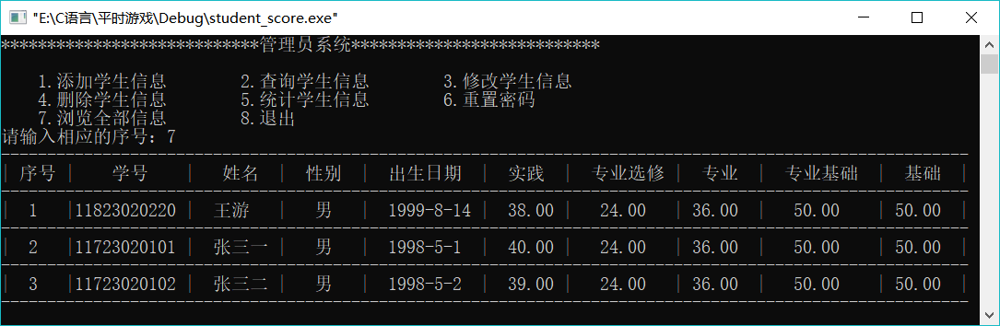 "E:\C语言\平时游戏\Debug\student_score.exe"
****************************管理员系统***************************
1.添加学生信息 2.查询学生信息 3.修改学生信息
4.删除学生信息 5.统计学生信息 6.重置密码
7.浏览全部信息 8.退出
请输入相应的序号: 7
| 序号 | 学号 | 姓名 | 性别 | 出生日期 | 实践 | 专业选修 | 专业 | 专业基础 | 基础 |
| 1 |11823020220 | 王游 | 男 | 1999-8-14 | 38.00 | 24.00 | 36.00 | 50.00 | 50.00 |
| 2 |11723020101 | 张三一 | 男 | 1998-5-1 | 40.00 | 24.00 | 36.00 | 50.00 | 50.00 |
| 3 |11723020102 | 张三二 | 男 | 1998-5-2 | 39.00 | 24.00 | 36.00 | 50.00 | 50.00 |